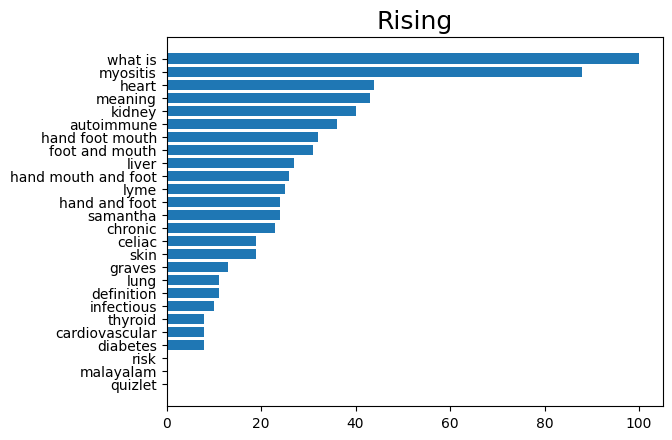 Rising
what is
myositis
heart
meaning
kidney
autoimmune
hand foot mouth
foot and mouth
liver
hand mouth and foot
lyme
hand and foot
samantha
chronic
celiac
skin
graves
lung
definition
infectious
thyroid
cardiovascular
diabetes
risk
malayalam
quizlet
0 20 40 60 80 100